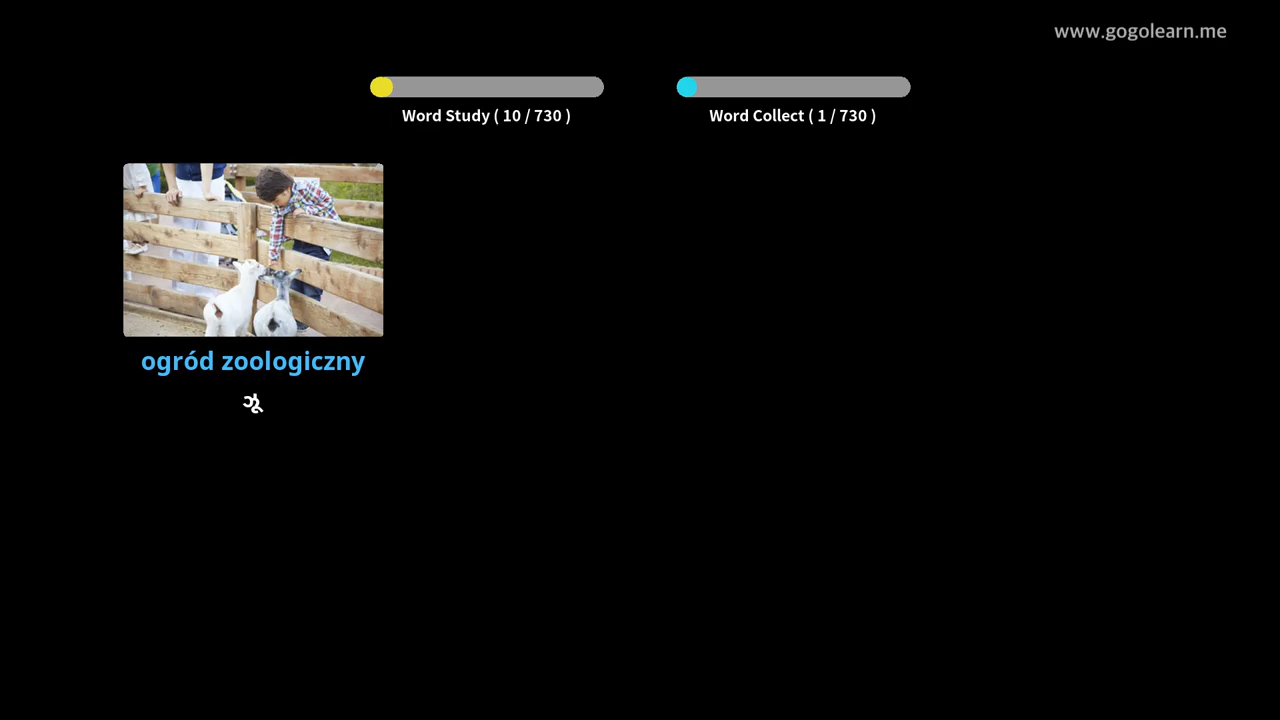 www.gogolearn.me
Word Study ( 10 / 730 )
Word Collect ( 1 / 730 )
ogród zoologiczny
ઝૂ